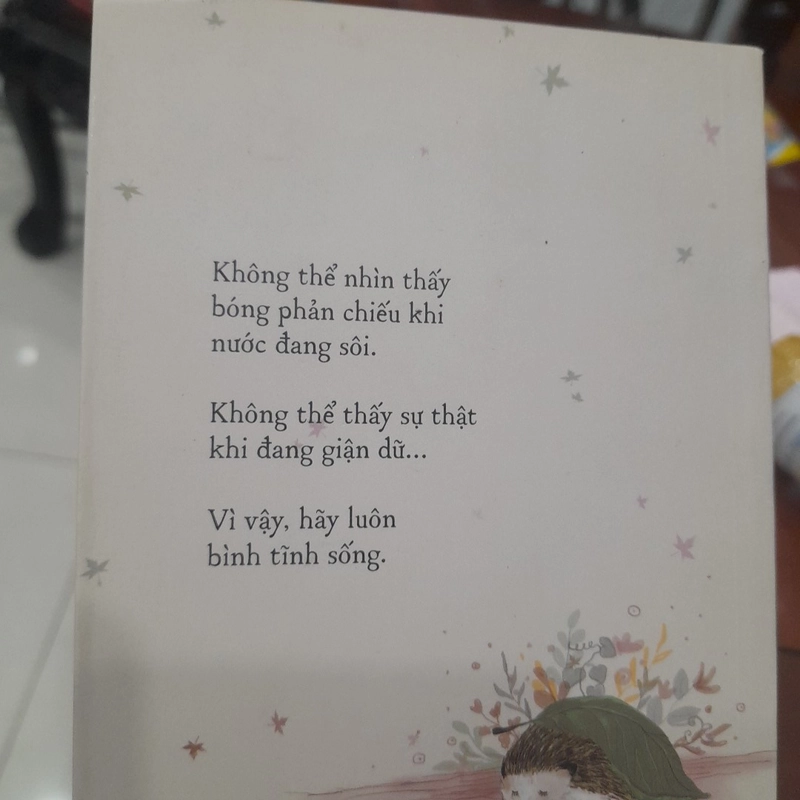 Không thể nhìn thấy
bóng phản chiếu khi
nước đang sôi.
Không thể thấy sự thật
khi đang giận dữ...
Vì vậy, hãy luôn
bình tĩnh sống.